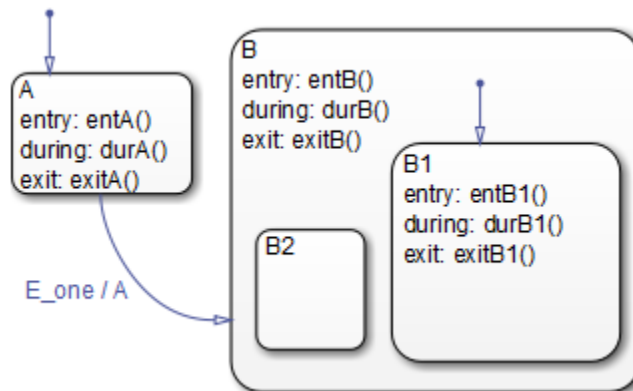 A
entry: entA()
during: durA()
exit: exitA()
E_one / A
B
entry: entB()
during: durB()
exit: exitB()
B2
B1
entry: entB1()
during: durB1()
exit: exitB1()